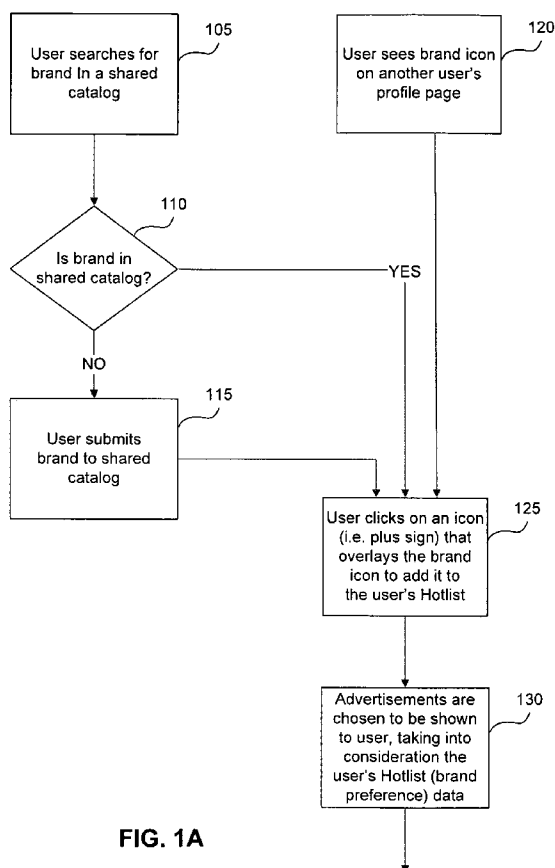 105
User searches for
brand In a shared
catalog
120
User sees brand icon
on another user's
profile page
110
Is brand in
shared catalog?
YES
NO
115
User submits
brand to shared
catalog
125
User clicks on an icon
(i.e. plus sign) that
overlays the brand
icon to add it to
the user's Hotlist
130
Advertisements are
chosen to be shown
to user, taking into
consideration the
user's Hotlist (brand
preference) data
FIG. 1A